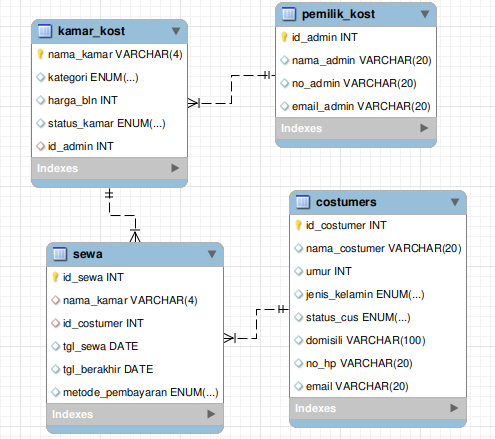 kamar_kost
nama_kamar VARCHAR(4)
kategori ENUM(...)
harga_bln INT
status_kamar ENUM(...)
id_admin INT
Indexes
pemilik_kost
id_admin INT
nama_admin VARCHAR(20)
no_admin VARCHAR(20)
email_admin VARCHAR(20)
Indexes
sewa
id_sewa INT
nama_kamar VARCHAR(4)
id_costumer INT
tgl_sewa DATE
tgl_berakhir DATE
metode_pembayaran ENUM(...)
Indexes
costumers
id_costumer INT
nama_costumer VARCHAR(20)
umur INT
jenis_kelamin ENUM(...)
status_cus ENUM(...)
domisili VARCHAR(100)
no_hp VARCHAR(20)
email VARCHAR(20)
Indexes